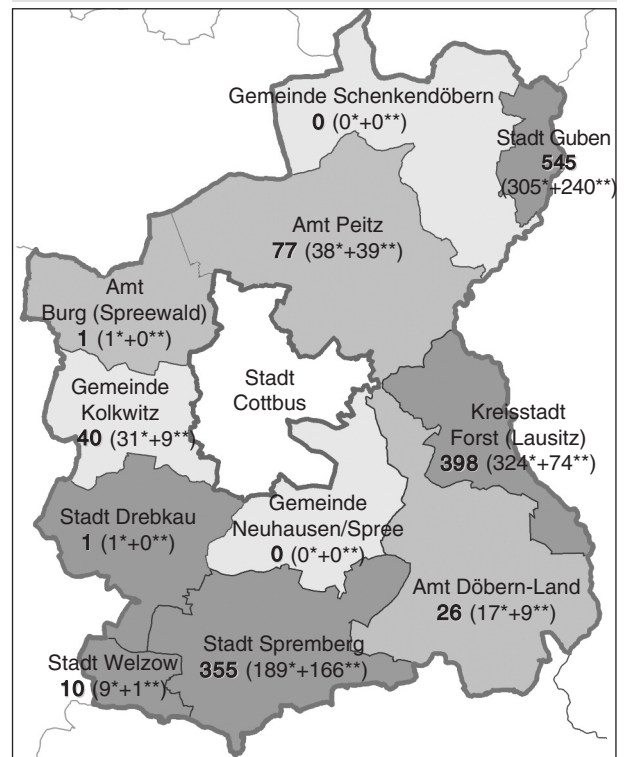 Gemeinde Schenkendöbern
0 (0*+0**)
Stadt Guben
545
(305*+240**)
Amt Peitz
77 (38*+39**)
Amt
Burg (Spreewald)
1 (1*+0**)
Stadt
Cottbus
Gemeinde
Kolkwitz
40 (31*+9**)
Kreisstadt
Forst (Lausitz)
398 (324*+74**)
Stadt Drebkau
1 (1*+0**)
Gemeinde
Neuhausen/Spree
0 (0*+0**)
Amt Döbern-Land
26 (17*+9**)
Stadt Spremberg
355 (189*+166**)
Stadt Welzow
10 (9*+1**)